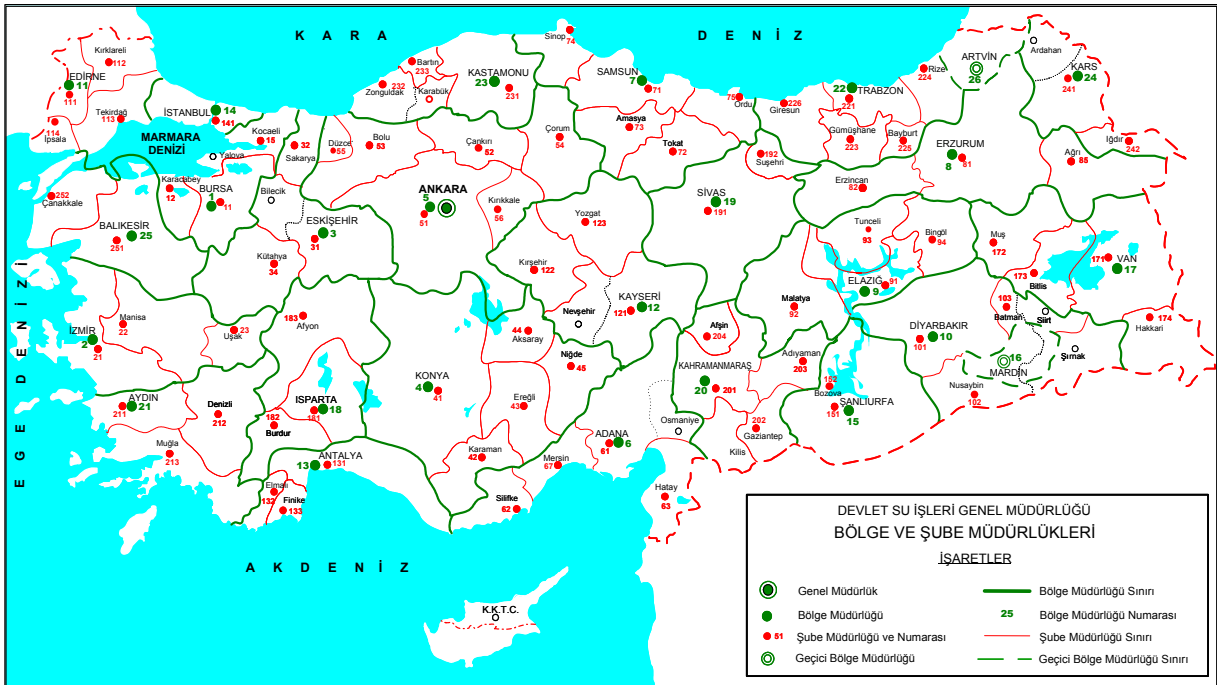 KARA DENİZ
Sinop
74
Kırklareli
112
Bartın
233
ARTVİN
26
Ardahan
EDİRNE
11
111
Zonguldak
232
Karabük
KASTAMONU
23
231
SAMSUN
7
71
Rize
224
KARS
24
241
Tekirdağ
113
114
İpsala
İSTANBUL
14
141
75
Ordu
226
Giresun
22
TRABZON
221
MARMARA
DENİZİ
Kocaeli
15
Yalova
32
Sakarya
Düzce
55
Bolu
53
Çankırı
52
Çorum
54
Amasya
73
Tokat
72
192
Suşehri
Gümüşhane
223
Bayburt
225
ERZURUM
8
81
Ağrı
85
Iğdır
242
252
Çanakkale
Karadabey
12
BURSA
1
11
Bilecik
ANKARA
5
51
Kırıkkale
56
SİVAS
19
191
Erzincan
82
BALIKESİR
25
251
ESKİŞEHİR
3
31
Yozgat
123
Tunceli
93
Bingöl
94
Muş
172
VAN
17
171
173
Bitlis
Kütahya
34
Kırşehir
122
ELAZIĞ
9
91
EGE DENİZİ
Manisa
22
23
Uşak
183
Afyon
KAYSERİ
12
121
Nevşehir
Malatya
92
103
Batman
Siirt
174
Hakkari
İZMİR
2
21
44
Aksaray
Niğde
45
Afşin
204
DİYARBAKIR
10
101
Şırnak
16
MARDİN
KONYA
4
41
Ereğli
43
KAHRAMANMARAŞ
20
201
Adıyaman
203
152
Bozova
151
ŞANLIURFA
15
Nusaybin
102
AYDIN
21
211
Denizli
212
ISPARTA
18
181
182
Burdur
Osmaniye
202
Gaziantep
Kilis
Muğla
213
ANTALYA
13
131
Karaman
42
ADANA
6
61
Mersin
67
Elmalı
132
Finike
133
Silifke
62
Hatay
63
AKDENİZ
K.K.T.C.
DEVLET SU İŞLERİ GENEL MÜDÜRLÜĞÜ
BÖLGE VE ŞUBE MÜDÜRLÜKLERİ
İŞARETLER
Genel Müdürlük
Bölge Müdürlüğü Sınırı
Bölge Müdürlüğü
25 Bölge Müdürlüğü Numarası
51 Şube Müdürlüğü ve Numarası
Şube Müdürlüğü Sınırı
Geçici Bölge Müdürlüğü
Geçici Bölge Müdürlüğü Sınırı